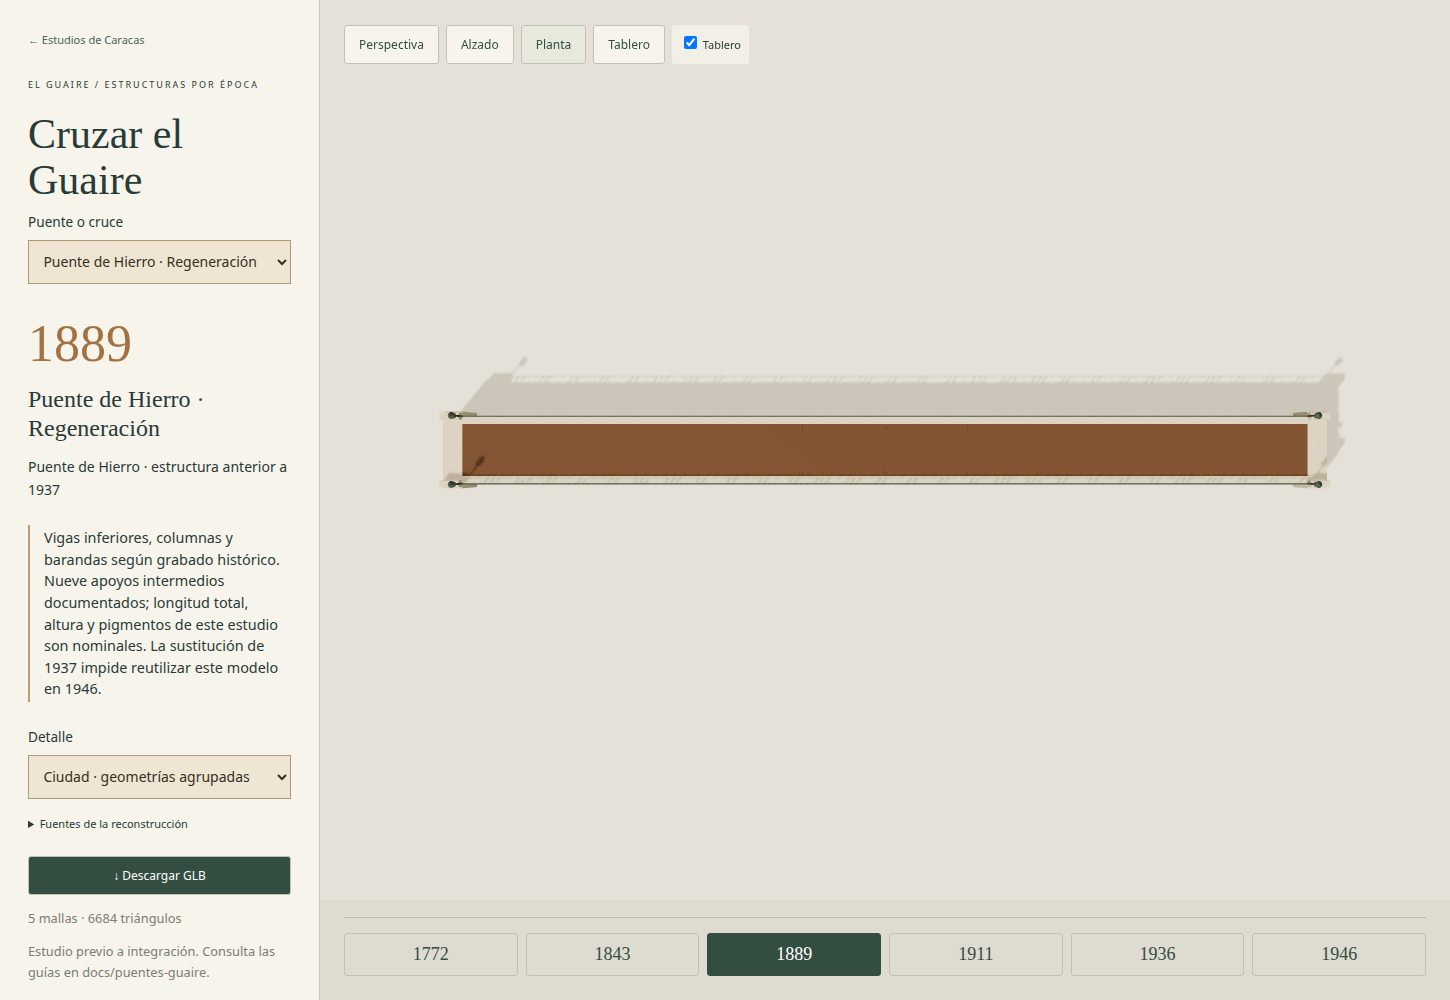 ← Estudios de Caracas
EL GUAIRE / ESTRUCTURAS POR ÉPOCA
Cruzar el
Guaire
Puente o cruce
Puente de Hierro · Regeneración
1889
Puente de Hierro ·
Regeneración
Puente de Hierro · estructura anterior a
1937
Vigas inferiores, columnas y
barandas según grabado histórico.
Nueve apoyos intermedios
documentados; longitud total,
altura y pigmentos de este estudio
son nominales. La sustitución de
1937 impide reutilizar este modelo
en 1946.
Detalle
Ciudad · geometrías agrupadas
▶ Fuentes de la reconstrucción
↓ Descargar GLB
5 mallas · 6684 triángulos
Estudio previo a integración. Consulta las
guías en docs/puentes-guaire.
Perspectiva
Alzado
Planta
Tablero
Tablero
1772
1843
1889
1911
1936
1946